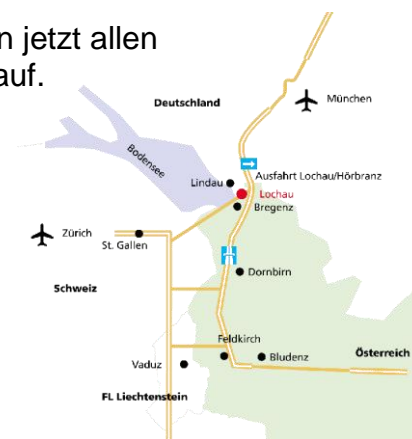 n jetzt allen
auf.
Deutschland
München
Bodensee
Ausfahrt Lochau/Hörbranz
Lindau
Lochau
Bregenz
Zürich
St. Gallen
Dornbirn
Schweiz
Feldkirch
Vaduz
Bludenz
Österreich
FL Liechtenstein